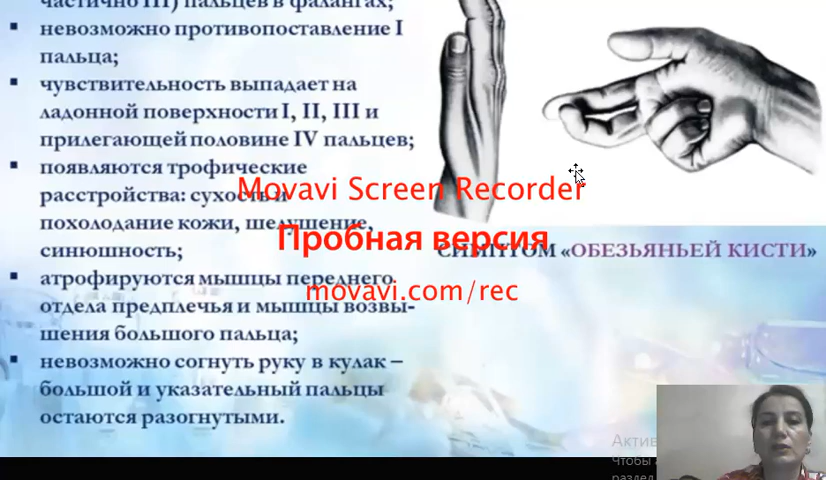 частично III) пальцев в фалангах;
невозможно противопоставление I
пальца;
чувствительность выпадает на
ладонной поверхности I, II, III и
прилегающей половине IV пальцев;
появляются трофические
расстройства: сухость и
похолодание кожи, шелушение,
синюшность;
атрофируются мышцы переднего
отдела предплечья и мышцы возвы-
шения большого пальца;
невозможно согнуть руку в кулак –
большой и указательный пальцы
остаются разогнутыми.
СИМПТОМ «ОБЕЗЬЯНЬЕЙ КИСТИ»
Movavi Screen Recorder
Пробная версия
movavi.com/rec
Чтобы